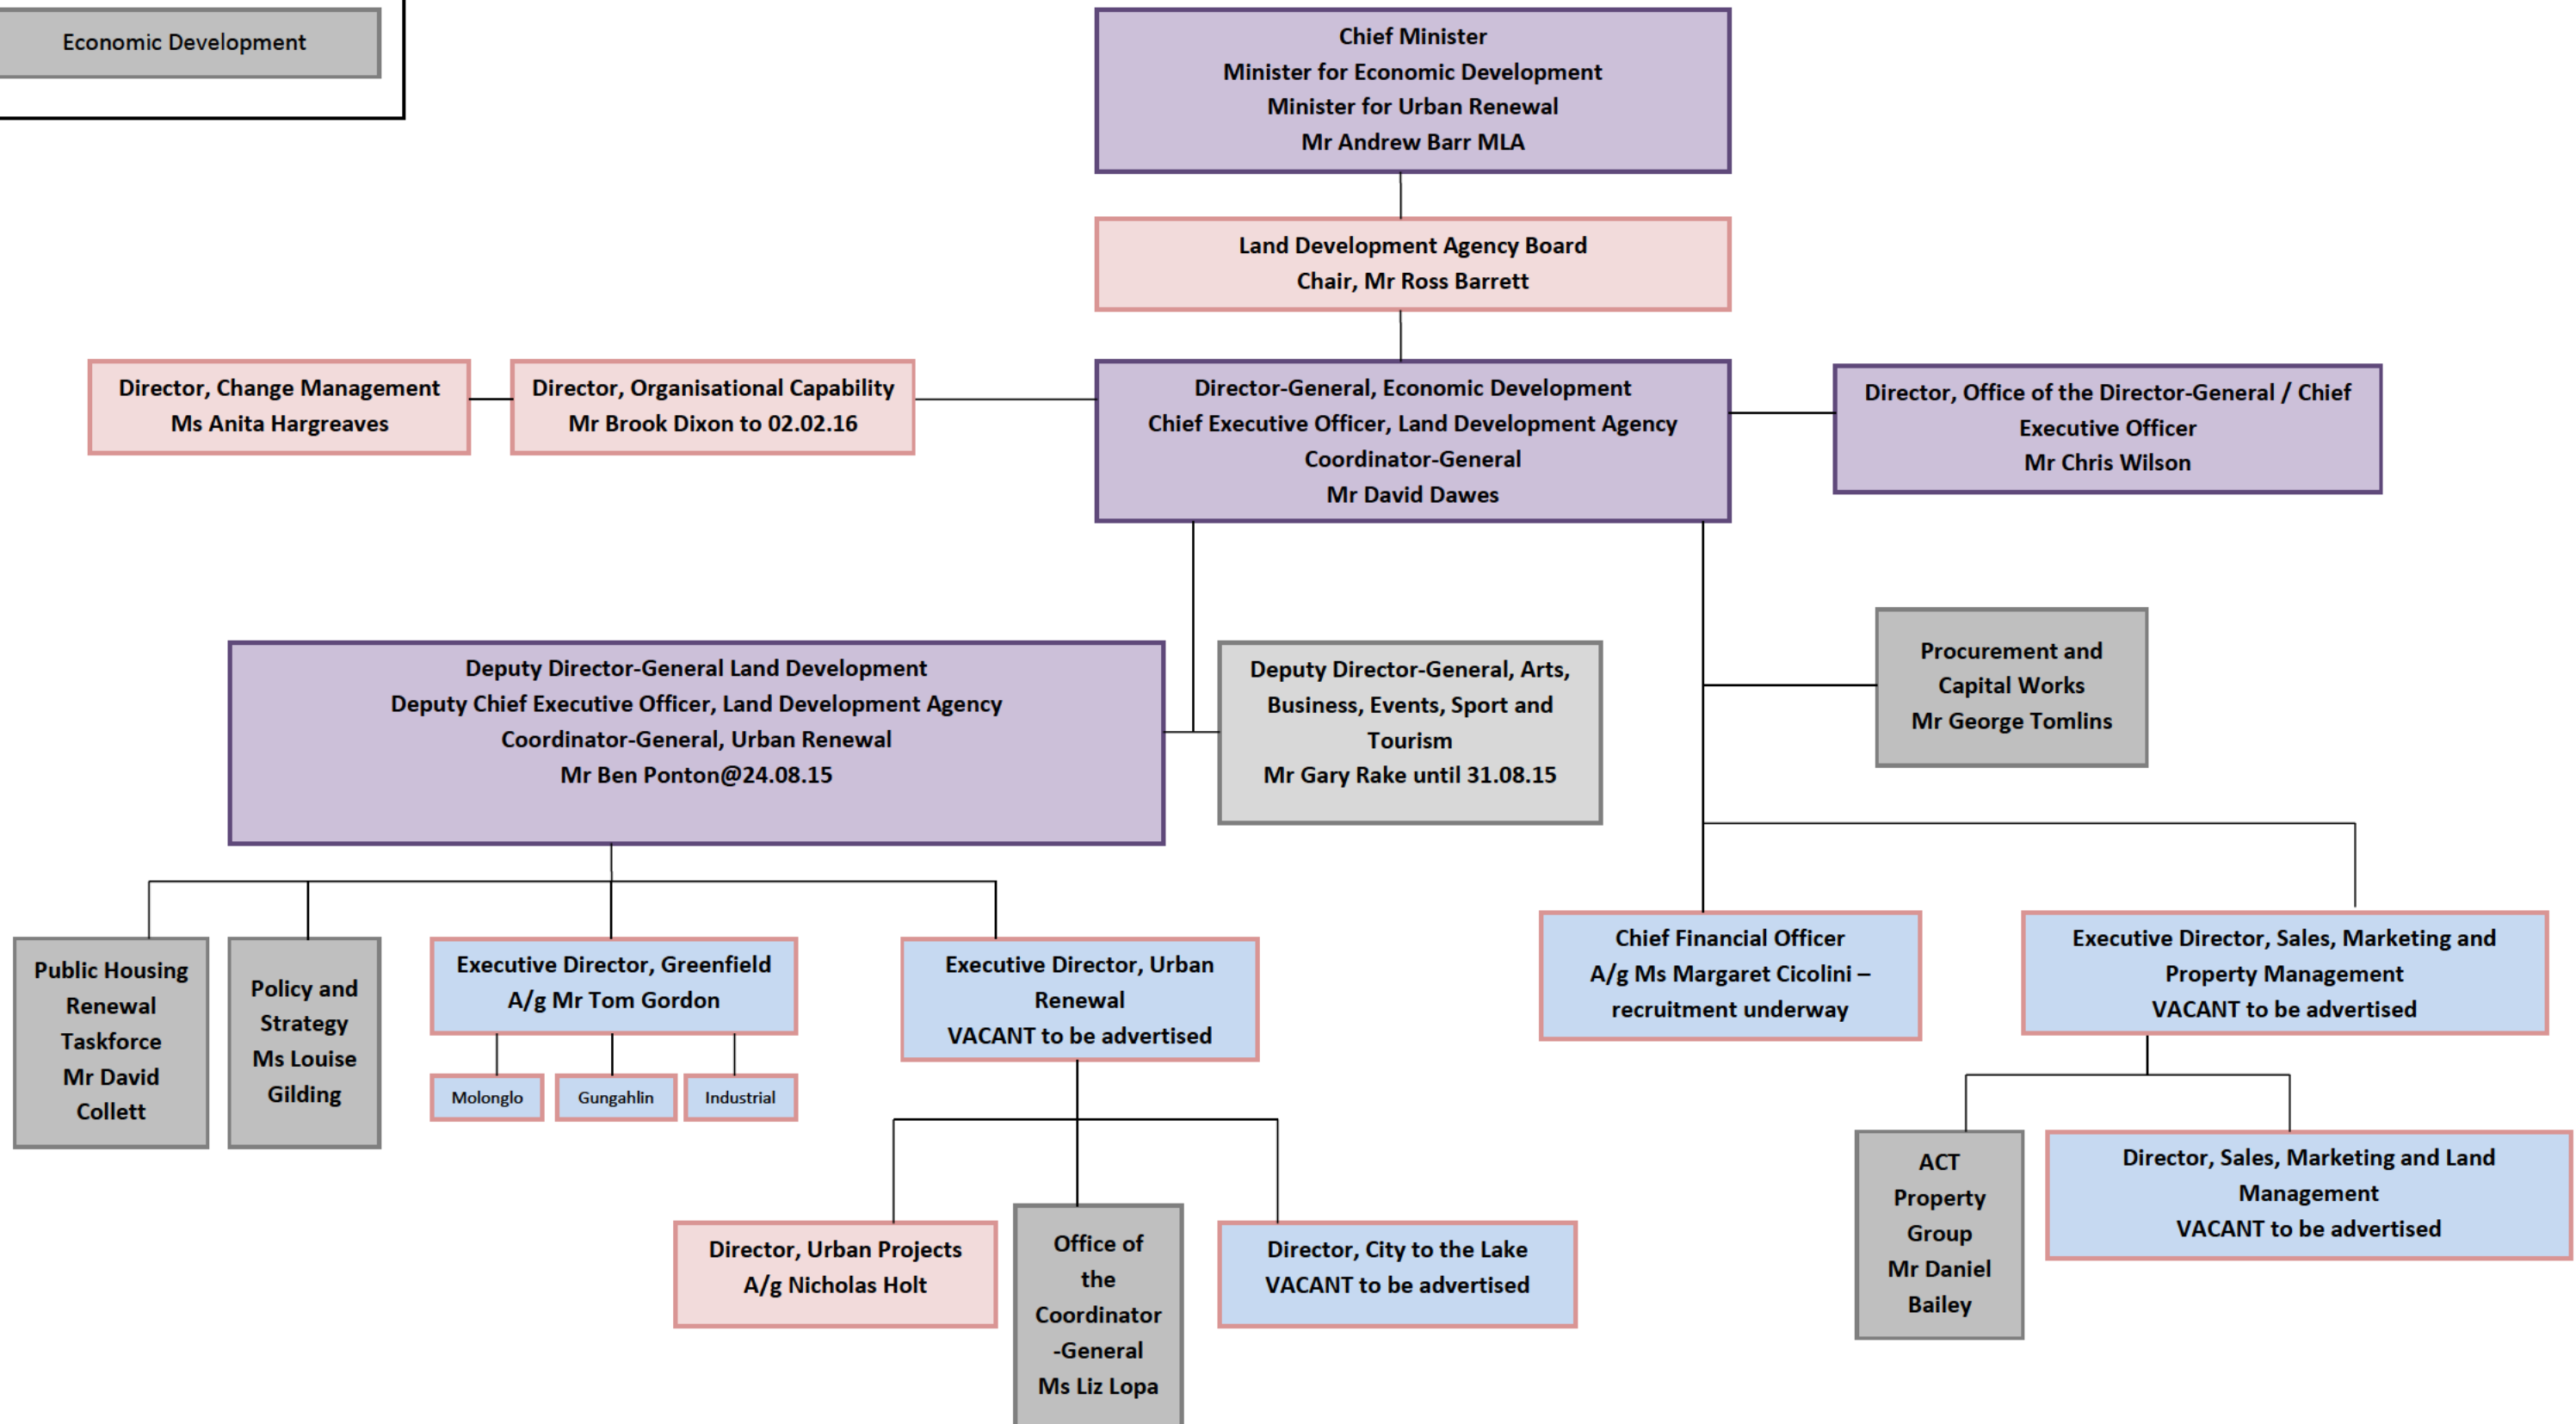 Economic Development
Chief Minister
Minister for Economic Development
Minister for Urban Renewal
Mr Andrew Barr MLA
Land Development Agency Board
Chair, Mr Ross Barrett
Director, Change Management
Ms Anita Hargreaves
Director, Organisational Capability
Mr Brook Dixon to 02.02.16
Director-General, Economic Development
Chief Executive Officer, Land Development Agency
Coordinator-General
Mr David Dawes
Director, Office of the Director-General / Chief
Executive Officer
Mr Chris Wilson
Deputy Director-General Land Development
Deputy Chief Executive Officer, Land Development Agency
Coordinator-General, Urban Renewal
Mr Ben Ponton@24.08.15
Deputy Director-General, Arts,
Business, Events, Sport and
Tourism
Mr Gary Rake until 31.08.15
Procurement and
Capital Works
Mr George Tomlins
Public Housing
Renewal
Taskforce
Mr David
Collett
Policy and
Strategy
Ms Louise
Gilding
Executive Director, Greenfield
A/g Mr Tom Gordon
Molonglo
Gungahlin
Industrial
Executive Director, Urban
Renewal
VACANT to be advertised
Chief Financial Officer
A/g Ms Margaret Cicolini –
recruitment underway
Executive Director, Sales, Marketing and
Property Management
VACANT to be advertised
Director, Urban Projects
A/g Nicholas Holt
Office of
the
Coordinator
-General
Ms Liz Lopa
Director, City to the Lake
VACANT to be advertised
ACT
Property
Group
Mr Daniel
Bailey
Director, Sales, Marketing and Land
Management
VACANT to be advertised